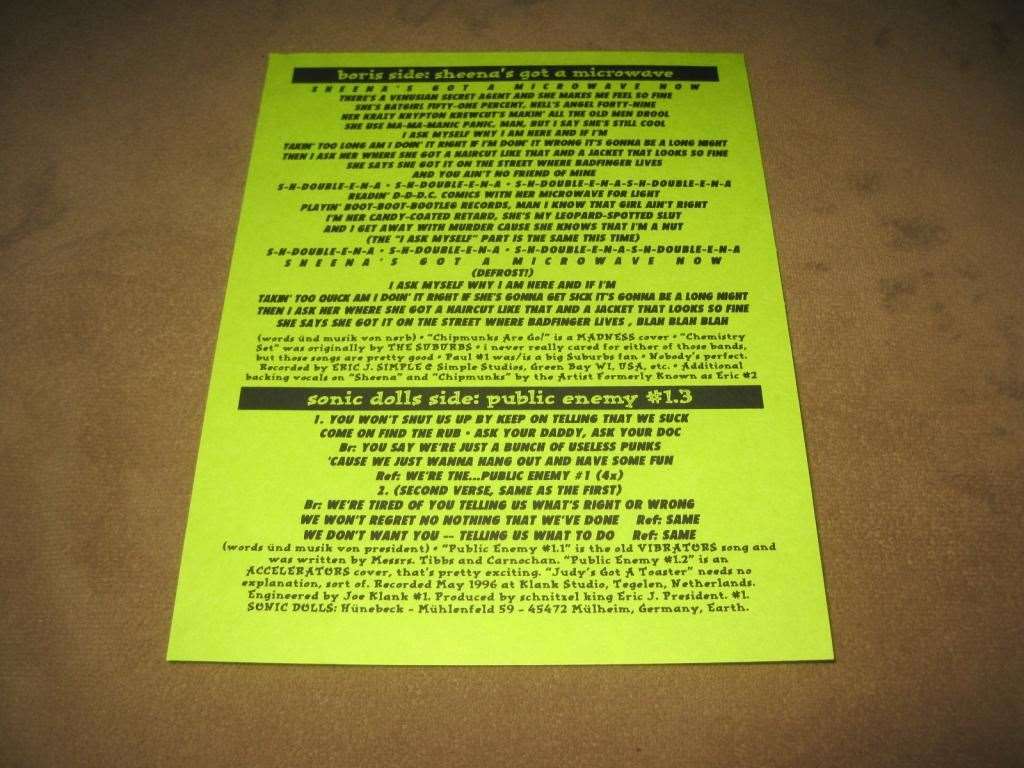 boris side: sheena's got a microwave
SHEENA'S GOT A MICROWAVE NOW
THERE'S A VENUSIAN SECRET AGENT AND SHE MAKES ME FEEL SO FINE
SHE'S BATGIRL FIFTY-ONE PERCENT, HELL'S ANGEL FORTY-NINE
HER KRAZY KRYPTON KREWCUT'S MAKIN' ALL THE OLD MEN DROOL
SHE USE MA-MA-MANIC PANIC, MAN, BUT I SAY SHE'S STILL COOL
I ASK MYSELF WHY I AM HERE AND IF I'M
TAKIN' TOO LONG AM I DOIN' IT RIGHT IF I'M DOIN' IT WRONG IT'S GONNA BE A LONG NIGHT
THEN I ASK HER WHERE SHE GOT A HAIRCUT LIKE THAT AND A JACKET THAT LOOKS SO FINE
SHE SAYS SHE GOT IT ON THE STREET WHERE BADFINGER LIVES
AND YOU AIN'T NO FRIEND OF MINE
S-H-DOUBLE-E-N-A • S-H-DOUBLE-E-N-A • S-H-DOUBLE-E-N-A-S-H-DOUBLE-E-N-A
READIN' D-D-D.C. COMICS WITH HER MICROWAVE FOR LIGHT
PLAYIN' BOOT-BOOT-BOOTLEG RECORDS, MAN I KNOW THAT GIRL AIN'T RIGHT
I'M HER CANDY-COATED RETARD, SHE'S MY LEOPARD-SPOTTED SLUT
AND I GET AWAY WITH MURDER CAUSE SHE KNOWS THAT I'M A NUT
(THE "I ASK MYSELF" PART IS THE SAME THIS TIME)
S-H-DOUBLE-E-N-A • S-H-DOUBLE-E-N-A • S-H-DOUBLE-E-N-A-S-H-DOUBLE-E-N-A
SHEENA'S GOT A MICROWAVE NOW
(DEFROST!)
I ASK MYSELF WHY I AM HERE AND IF I'M
TAKIN' TOO QUICK AM I DOIN' IT RIGHT IF SHE'S GONNA GET SICK IT'S GONNA BE A LONG NIGHT
THEN I ASK HER WHERE SHE GOT A HAIRCUT LIKE THAT AND A JACKET THAT LOOKS SO FINE
SHE SAYS SHE GOT IT ON THE STREET WHERE BADFINGER LIVES , BLAH BLAH BLAH
(words ünd musik von nörb) • "Chipmunks Are Go!" is a MADNESS cover • "Chemistry
Set" was originally by THE SUBURBS • i never really cared for either of those bands,
but those songs are pretty good • Paul #1 was/is a big Suburbs fan • Nobody's perfect.
Recorded by ERIC J. SIMPLE @ Simple Studios, Green Bay WI, USA, etc. • Additional
backing vocals on "Sheena" and "Chipmunks" by the Artist Formerly Known as Eric #2
sonic dolls side: public enemy #1.3
1. YOU WON'T SHUT US UP BY KEEP ON TELLING THAT WE SUCK
COME ON FIND THE RUB • ASK YOUR DADDY, ASK YOUR DOC
Br: YOU SAY WE'RE JUST A BUNCH OF USELESS PUNKS
'CAUSE WE JUST WANNA HANG OUT AND HAVE SOME FUN
Ref: WE'RE THE...PUBLIC ENEMY #1 (4x)
2. (SECOND VERSE, SAME AS THE FIRST)
Br: WE'RE TIRED OF YOU TELLING US WHAT'S RIGHT OR WRONG
WE WON'T REGRET NO NOTHING THAT WE'VE DONE Ref: SAME
WE DON'T WANT YOU -- TELLING US WHAT TO DO Ref: SAME
(words ünd musik von president) • "Public Enemy #1.1" is the old VIBRATORS song and
was written by Messrs. Tibbs and Carnochan. "Public Enemy #1.2" is an
ACCELERATORS cover, that's pretty exciting. "Judy's Got A Toaster" needs no
explanation, sort of. Recorded May 1996 at Klank Studio, Tegelen, Netherlands.
Engineered by Joe Klank #1. Produced by schnitzel king Eric J. President. #1.
SONIC DOLLS: Hünebeck - Mühlenfeld 59 - 45472 Mülheim, Germany, Earth.